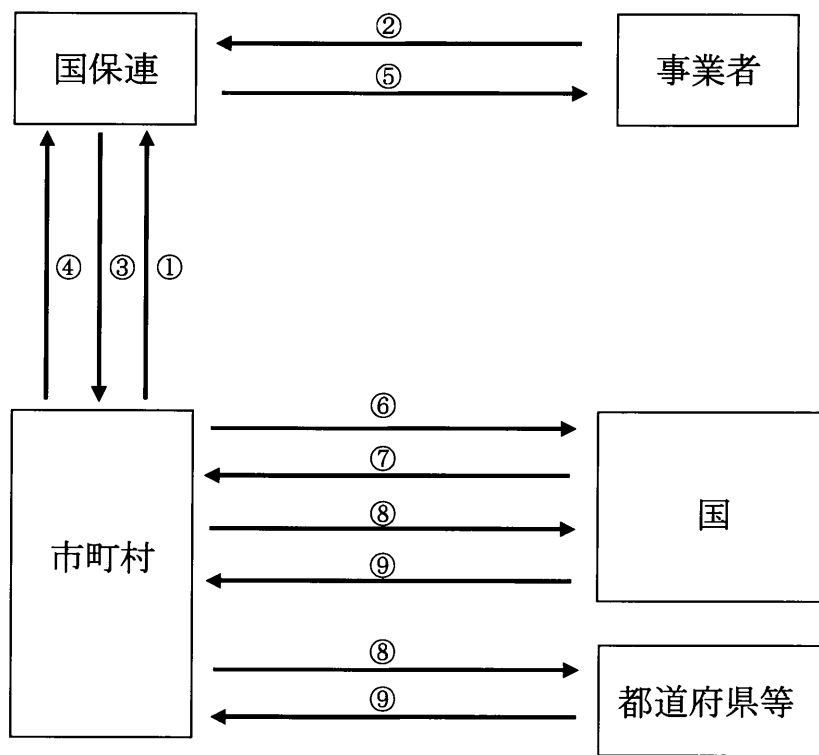 ②
国保連
事業者
⑤
④
③
①
⑥
⑦
⑧
国
市町村
⑨
⑧
都道府県等
⑨